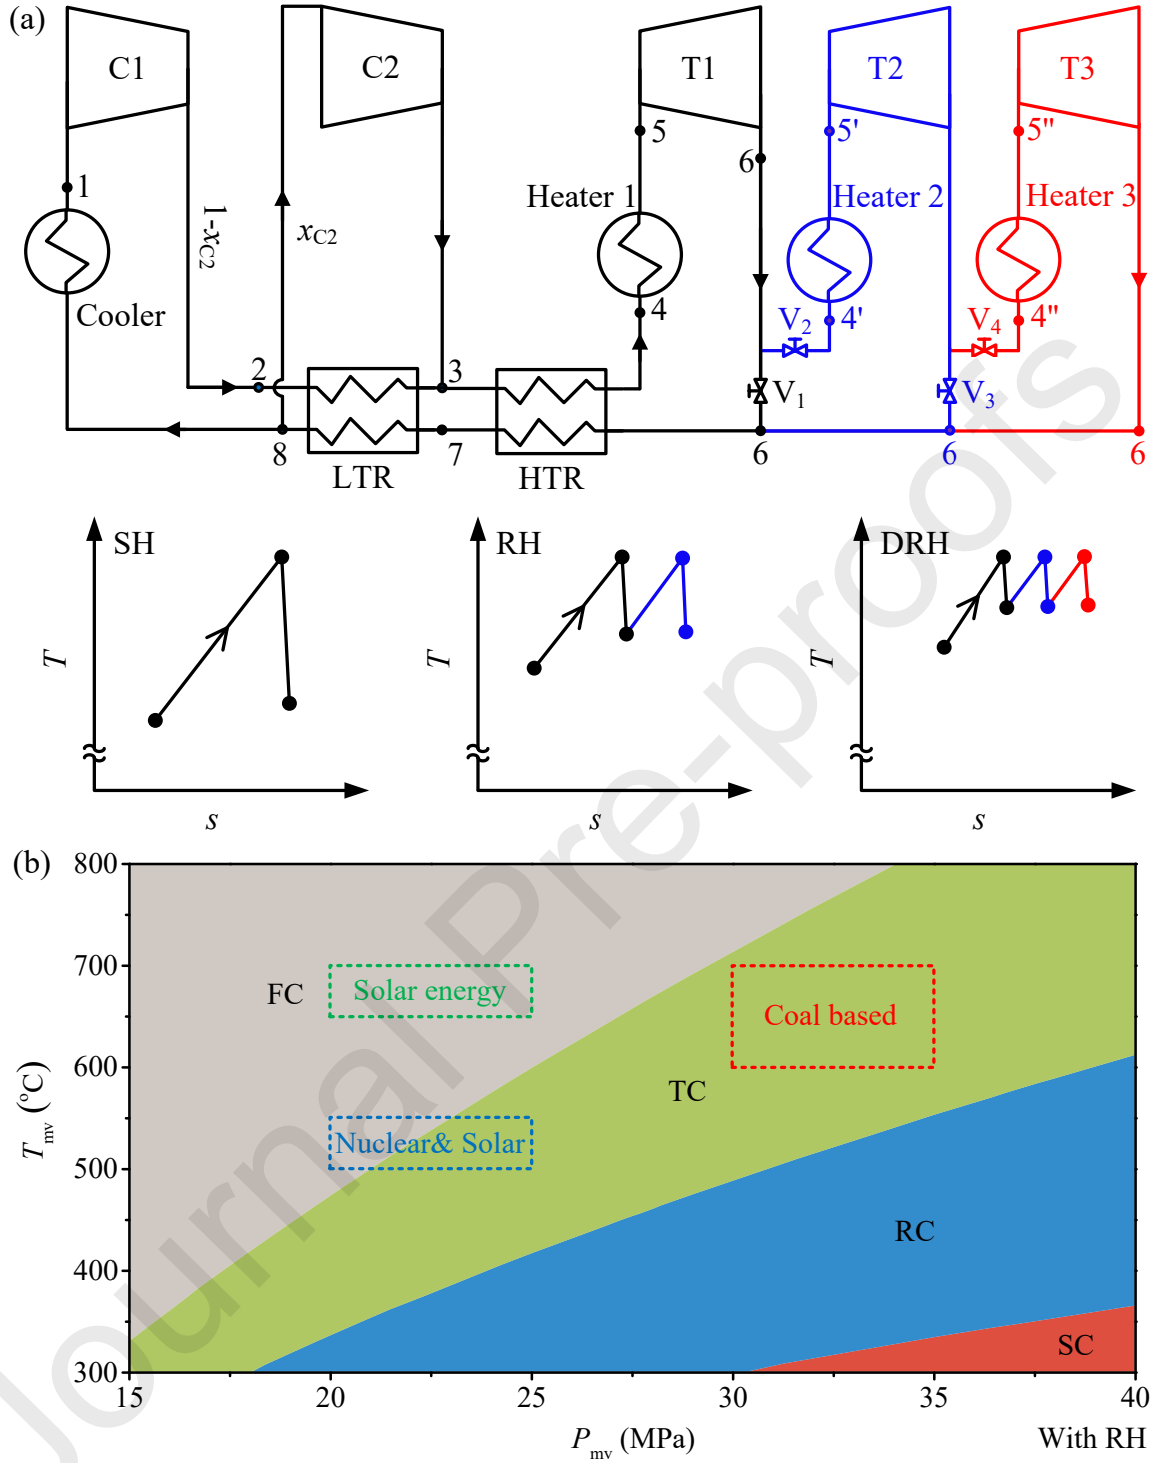 (a)
C1
C2
T1
T2
T3
1
5
5'
5"
6
Heater 1
Heater 2
Heater 3
1-xC2
xC2
Cooler
4
V2
4'
V4
4"
2
3
V1
V3
8
7
6
6
6
LTR
HTR
SH
RH
DRH
T
T
T
s
s
s
(b)
800
700
600
500
400
300
Tmv (°C)
FC
Solar energy
Coal based
TC
Nuclear& Solar
RC
SC
15
20
25
30
35
40
Pmv (MPa)
With RH
Journal Pre-proofs